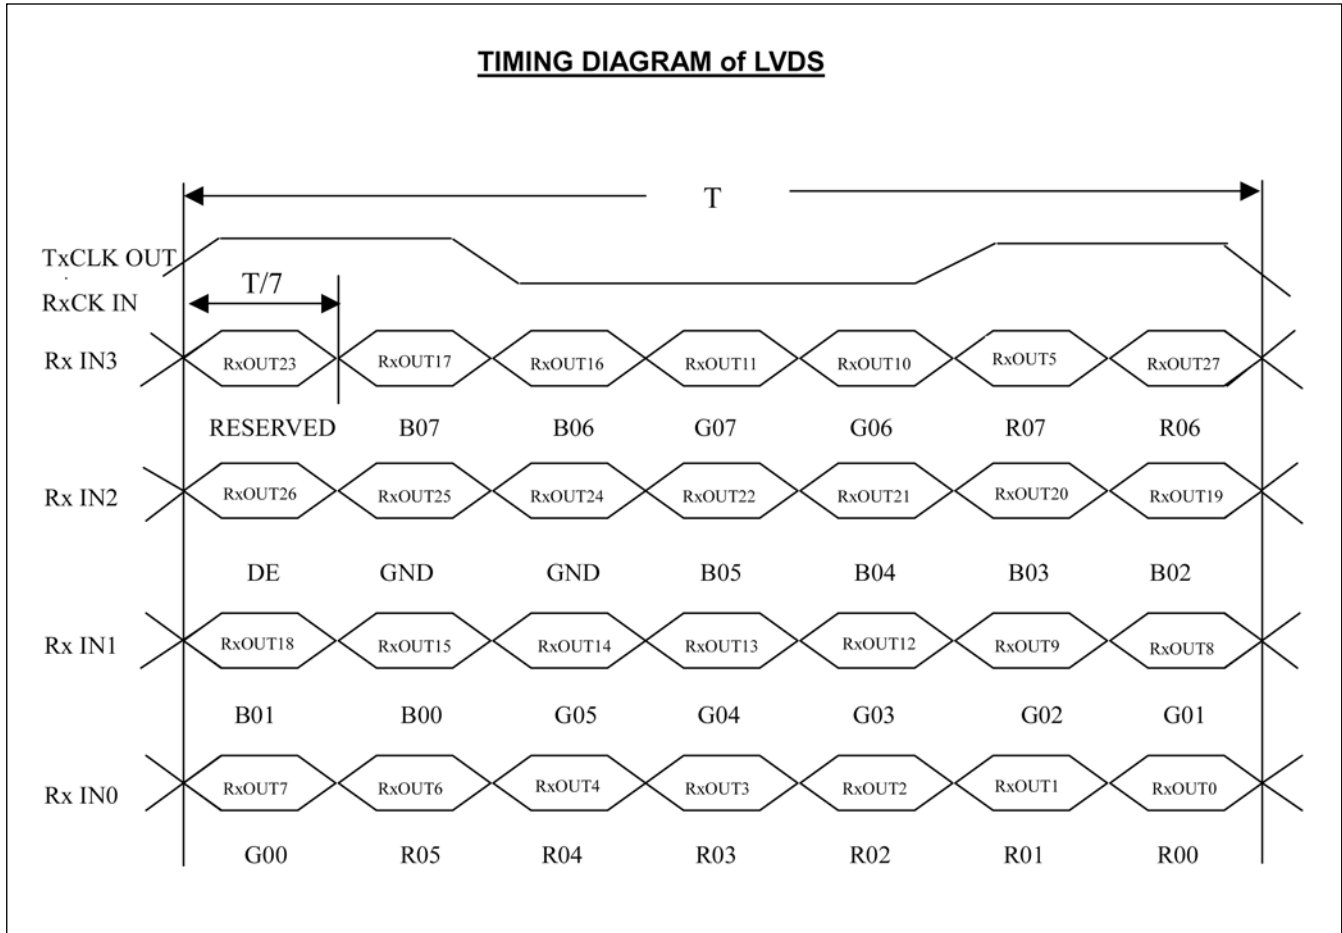 TIMING DIAGRAM of LVDS
T
TxCLK OUT
T/7
RxCK IN
Rx IN3 RxOUT23 RxOUT17 RxOUT16 RxOUT11 RxOUT10 RxOUT5 RxOUT27
RESERVED B07 B06 G07 G06 R07 R06
Rx IN2 RxOUT26 RxOUT25 RxOUT24 RxOUT22 RxOUT21 RxOUT20 RxOUT19
DE GND GND B05 B04 B03 B02
Rx IN1 RxOUT18 RxOUT15 RxOUT14 RxOUT13 RxOUT12 RxOUT9 RxOUT8
B01 B00 G05 G04 G03 G02 G01
Rx IN0 RxOUT7 RxOUT6 RxOUT4 RxOUT3 RxOUT2 RxOUT1 RxOUT0
G00 R05 R04 R03 R02 R01 R00